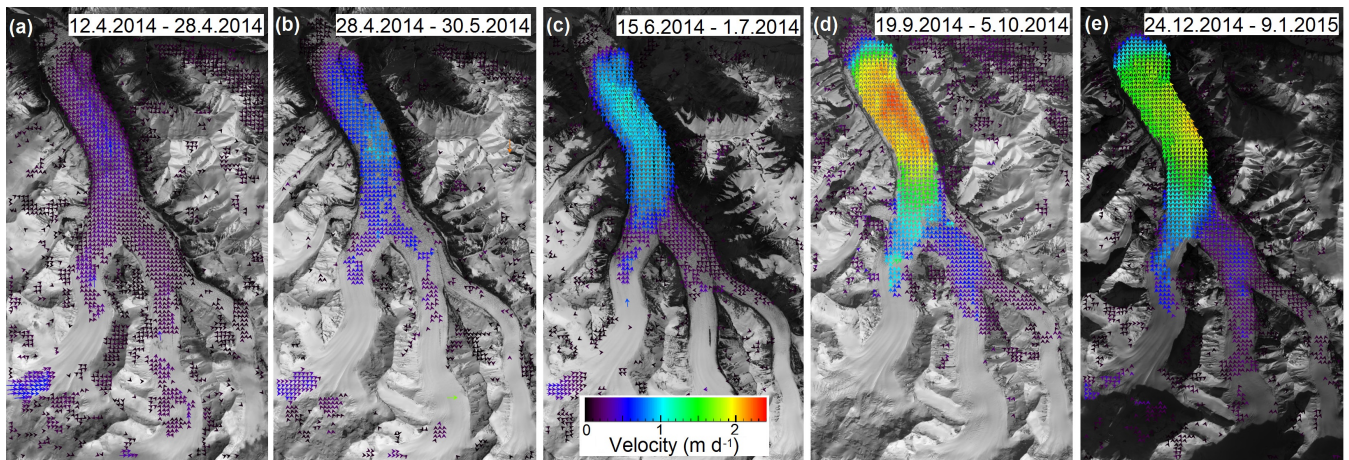 (a) 12.4.2014 - 28.4.2014
(b) 28.4.2014 - 30.5.2014
(c) 15.6.2014 - 1.7.2014
(d) 19.9.2014 - 5.10.2014
(e) 24.12.2014 - 9.1.2015
0 1 2
Velocity (m d⁻¹)